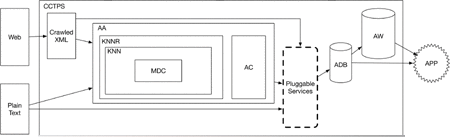 CCTPS
Web
Crawled
XML
AA
KNNR
KNN
MDC
AC
Plain
Text
Pluggable
Services
ADB
AW
APP